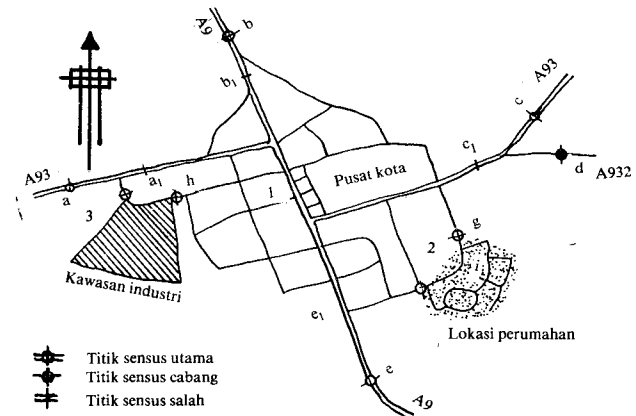 A9
b
b1
A93
c
c1
d
A932
Pusat kota
A93
a
a1
h
1
3
2
g
Kawasan industri
e1
Lokasi perumahan
e
A9
Titik sensus utama
Titik sensus cabang
Titik sensus salah